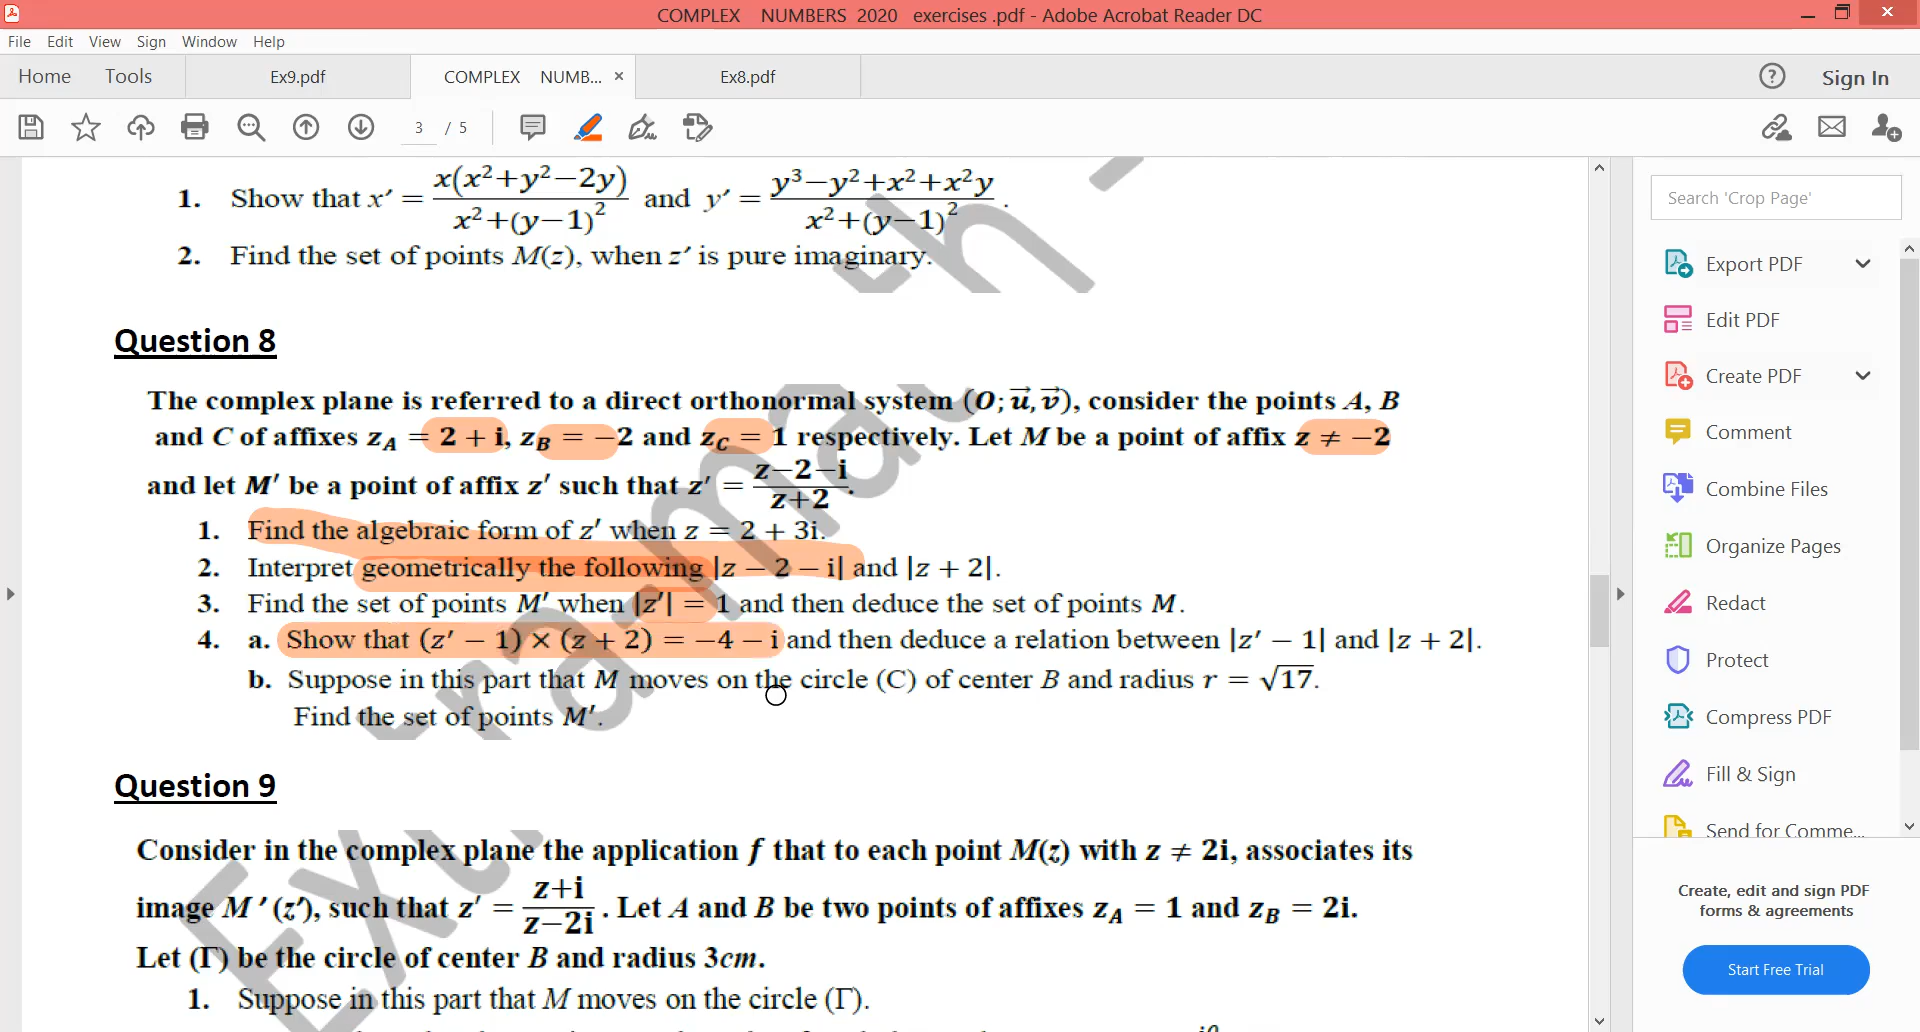 COMPLEX NUMBERS 2020 exercises .pdf - Adobe Acrobat Reader DC
File Edit View Sign Window Help
Home Tools Ex9.pdf COMPLEX NUMB... × Ex8.pdf Sign In
3 / 5
1. Show that x′ = x(x²+y²−2y) / x²+(y−1)² and y′ = y³−y²+x²+x²y / x²+(y−1)² .
2. Find the set of points M(z), when z′ is pure imaginary.
Question 8
The complex plane is referred to a direct orthonormal system (O; u⃗, v⃗), consider the points A, B
and C of affixes z_A = 2 + i, z_B = −2 and z_C = 1 respectively. Let M be a point of affix z ≠ −2
and let M′ be a point of affix z′ such that z′ = z−2−i / z+2.
1. Find the algebraic form of z′ when z = 2 + 3i.
2. Interpret geometrically the following |z − 2 − i| and |z + 2|.
3. Find the set of points M′ when |z′| = 1 and then deduce the set of points M.
4. a. Show that (z′ − 1) × (z + 2) = −4 − i and then deduce a relation between |z′ − 1| and |z + 2|.
b. Suppose in this part that M moves on the circle (C) of center B and radius r = √17.
Find the set of points M′.
Question 9
Consider in the complex plane the application f that to each point M(z) with z ≠ 2i, associates its
image M ′ (z′), such that z′ = z+i / z−2i . Let A and B be two points of affixes z_A = 1 and z_B = 2i.
Let (Γ) be the circle of center B and radius 3cm.
1. Suppose in this part that M moves on the circle (Γ).
Search 'Crop Page'
Export PDF
Edit PDF
Create PDF
Comment
Combine Files
Organize Pages
Redact
Protect
Compress PDF
Fill & Sign
Send for Comme...
Create, edit and sign PDF
forms & agreements
Start Free Trial